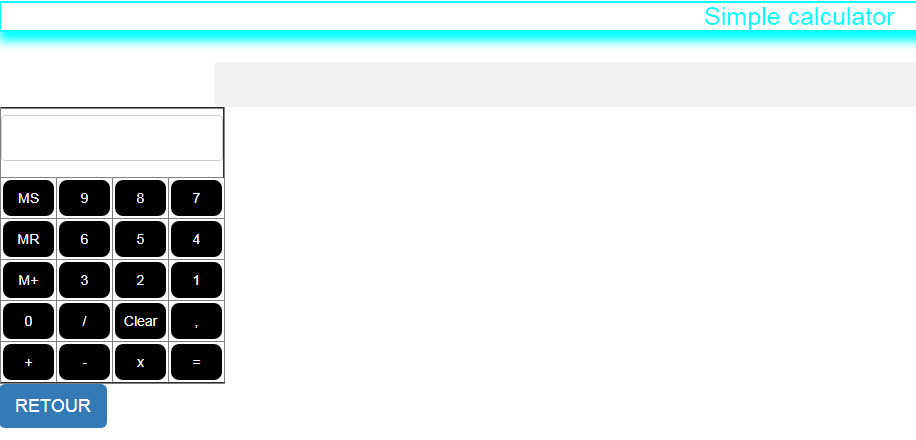 Simple calculator
MS 9 8 7
MR 6 5 4
M+ 3 2 1
0 / Clear ,
+ - x =
RETOUR